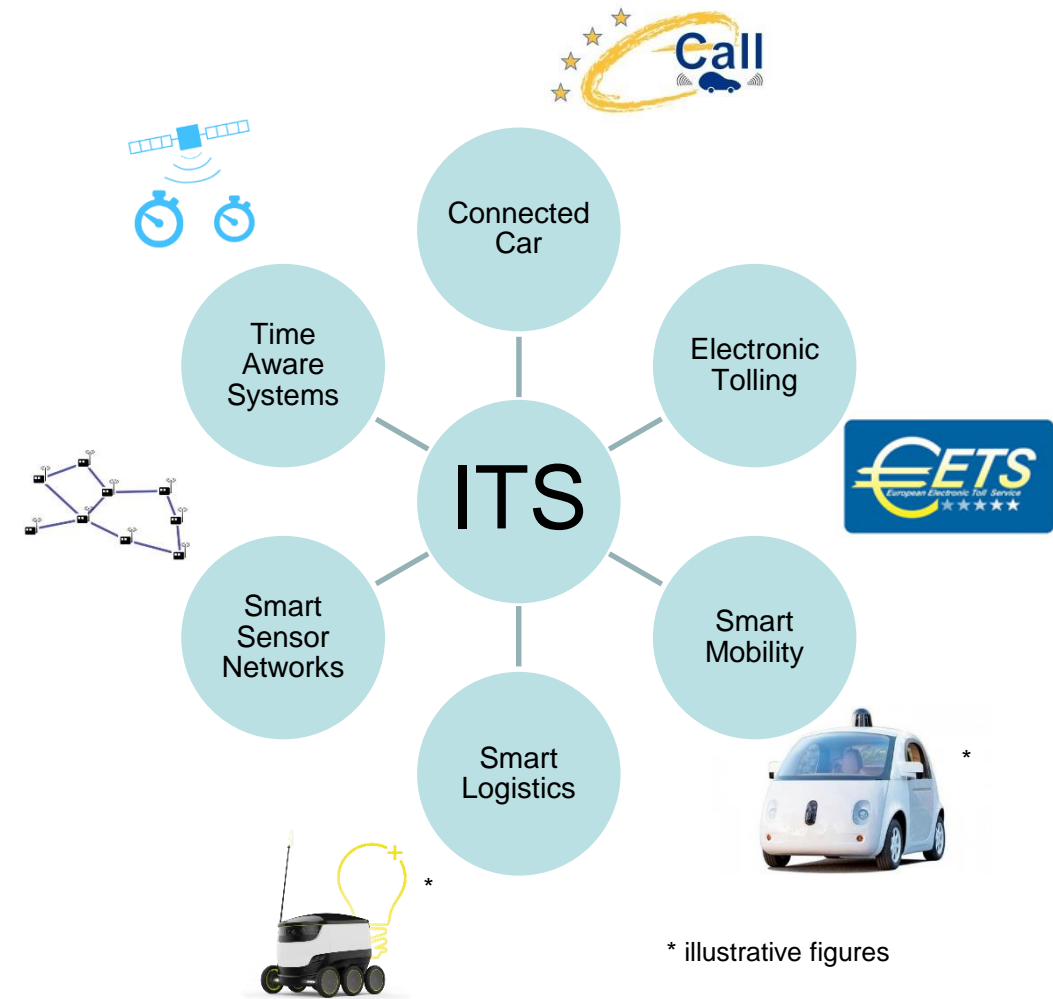 Call
Connected
Car
Time
Aware
Systems
Electronic
Tolling
ITS
EETS
European Electronic Toll Service
Smart
Sensor
Networks
Smart
Mobility
Smart
Logistics
*
*
* illustrative figures